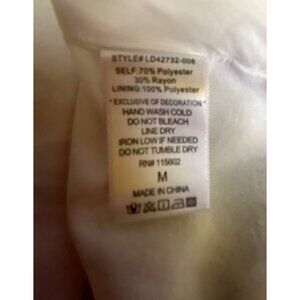 STYLE# LD42732-008
SELF:70% Polyester
30% Rayon
LINING:100% Polyester
*EXCLUSIVE OF DECORATION*
HAND WASH COLD
DO NOT BLEACH
LINE DRY
IRON LOW IF NEEDED
DO NOT TUMBLE DRY
RN# 115602
M
MADE IN CHINA